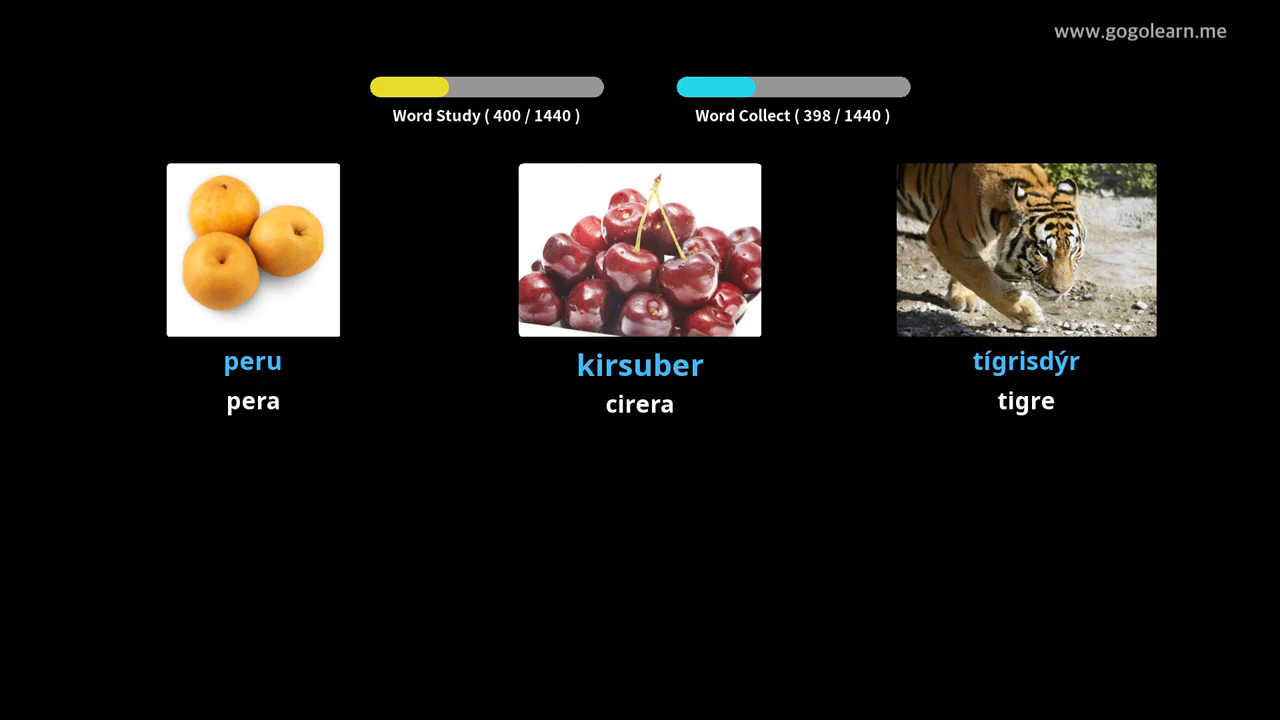 www.gogolearn.me
Word Study ( 400 / 1440 )
Word Collect ( 398 / 1440 )
peru
kirsuber
tígrisdýr
pera
cirera
tigre